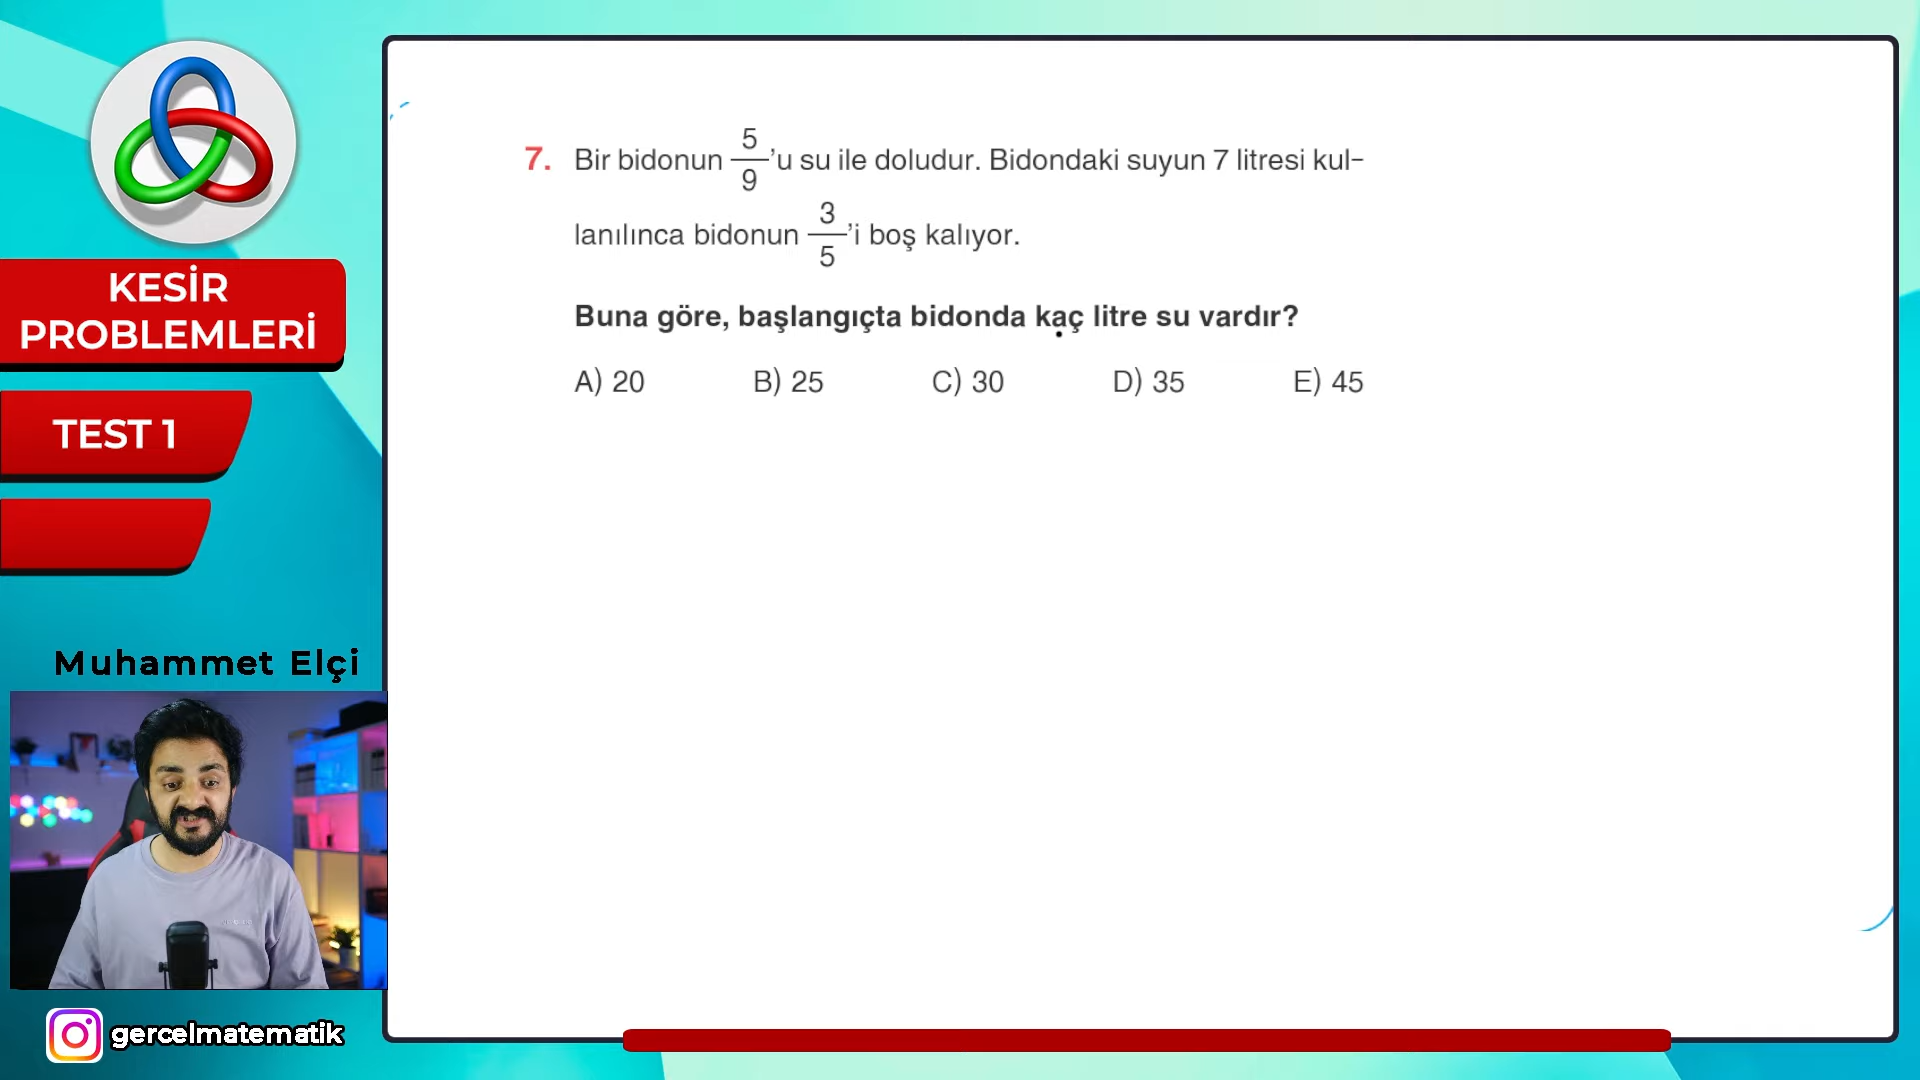 KESİR
PROBLEMLERİ
TEST 1
Muhammet Elçi
gercelmatematik
7. Bir bidonun 5/9'u su ile doludur. Bidondaki suyun 7 litresi kul-
lanılınca bidonun 3/5'i boş kalıyor.
Buna göre, başlangıçta bidonda kaç litre su vardır?
A) 20 B) 25 C) 30 D) 35 E) 45